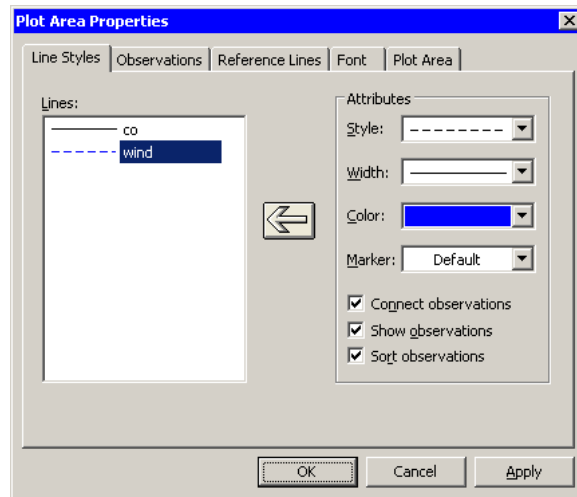 Plot Area Properties
Line Styles Observations Reference Lines Font Plot Area
Lines:
co
wind
Attributes
Style:
Width:
Color:
Marker: Default
Connect observations
Show observations
Sort observations
OK Cancel Apply